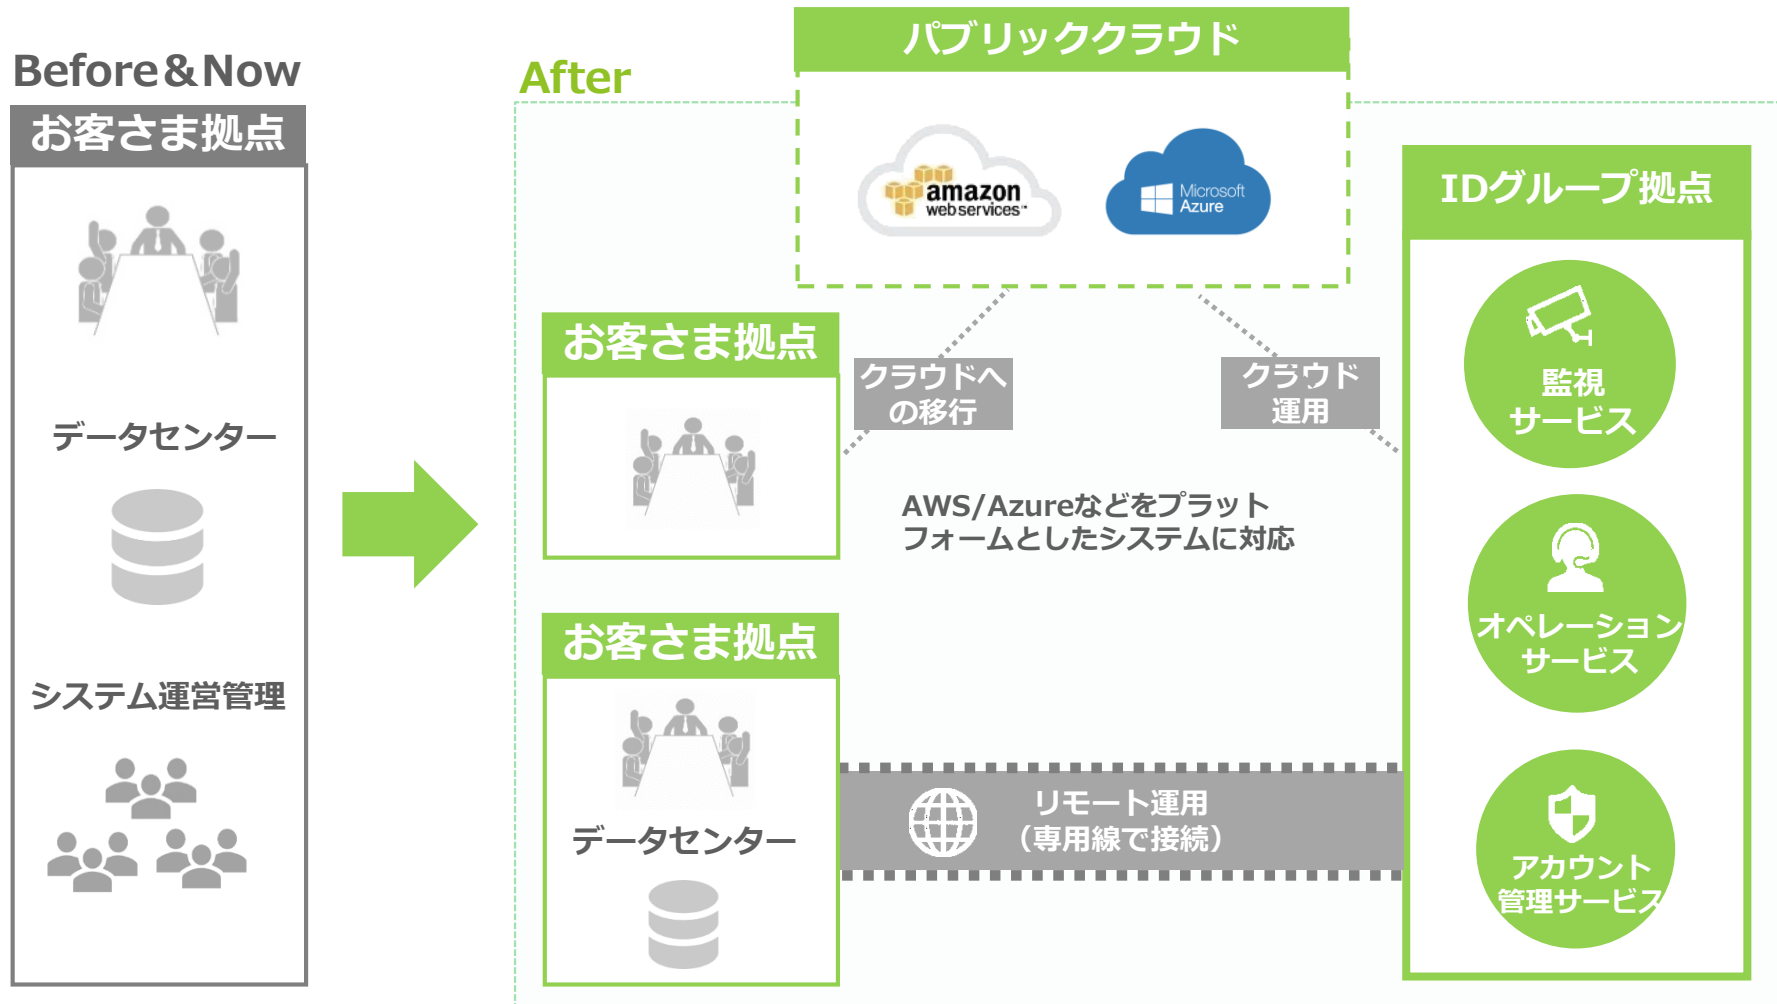 Before＆Now
お客さま拠点
データセンター
システム運営管理
After
パブリッククラウド
amazon
web services™
Microsoft
Azure
お客さま拠点
クラウドへ
の移行
クラウド
運用
AWS/Azureなどをプラット
フォームとしたシステムに対応
お客さま拠点
データセンター
リモート運用
（専用線で接続）
IDグループ拠点
監視
サービス
オペレーション
サービス
アカウント
管理サービス